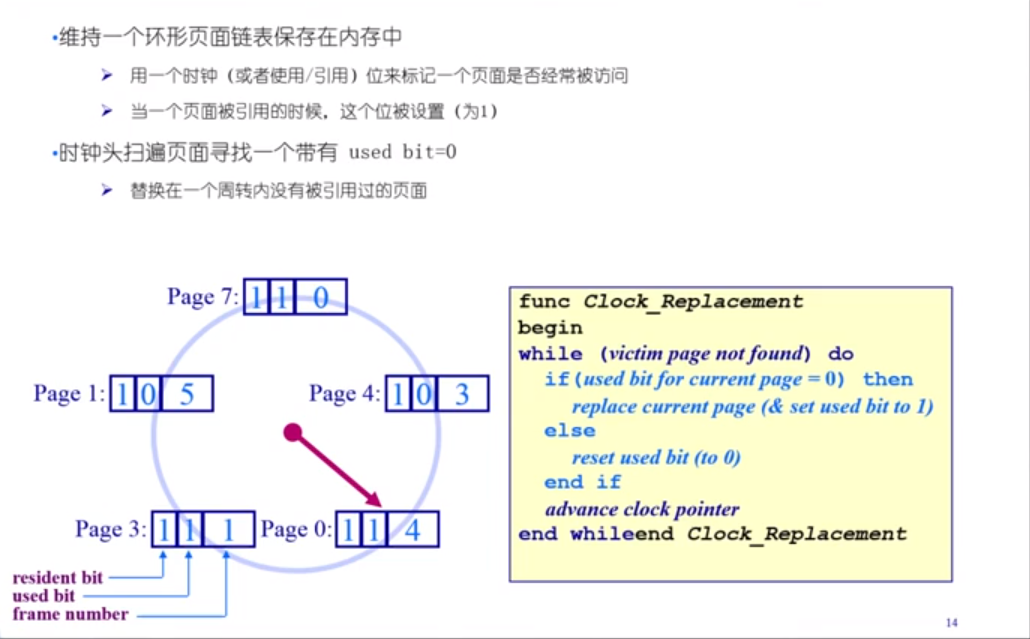 •维持一个环形页面链表保存在内存中
➤ 用一个时钟（或者使用/引用）位来标记一个页面是否经常被访问
➤ 当一个页面被引用的时候，这个位被设置（为1）
•时钟头扫遍页面寻找一个带有 used bit=0
➤ 替换在一个周转内没有被引用过的页面
Page 7: 1 1 0
Page 1: 1 0 5
Page 4: 1 0 3
Page 3: 1 1 1
Page 0: 1 1 4
resident bit
used bit
frame number
func Clock_Replacement
begin
while (victim page not found) do
if(used bit for current page = 0) then
replace current page (& set used bit to 1)
else
reset used bit (to 0)
end if
advance clock pointer
end whileend Clock_Replacement
14